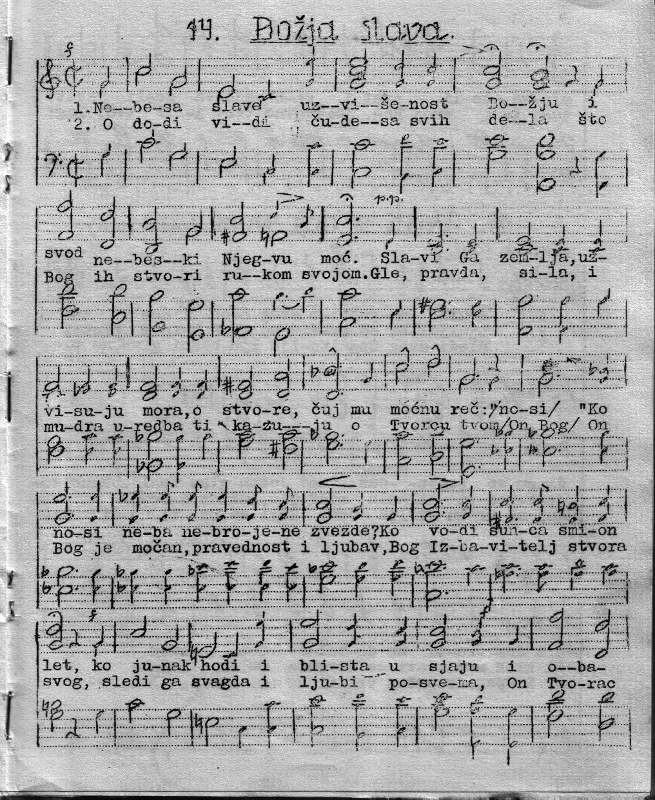 44. Božja slava.
f
1.Ne--be-sa slave uz--vi--še-nost Bo--žju i
2. O do-di vi--di ču-de--sa svih de--la što
p.p.
svod ne--bes--ki Njeg-vu moć. Sla-vi Ga zem-lja,uz-
Bog ih stvo-ri ru--kom svojom.Gle, pravda, si-la, i
vi-su-ju mora,o stvo-re, čuj mu moćnu reč:/no-si/ "Ko
mu-dra u-redba ti ka-zu---ju o Tvorcu tvom/On Bog/ On
no-si ne-ba ne-bro-je-ne zvezde?Ko vo-di sun-ca smi-on
Bog je moćan,pravednost i ljubav,Bog Iz-ba-vi-telj stvora
f
let, ko ju-nak hodi i bli-sta u sjaju i o--ba-
svog, sledi ga svagda i lju-bi po-sve-ma, On Tvo-rac